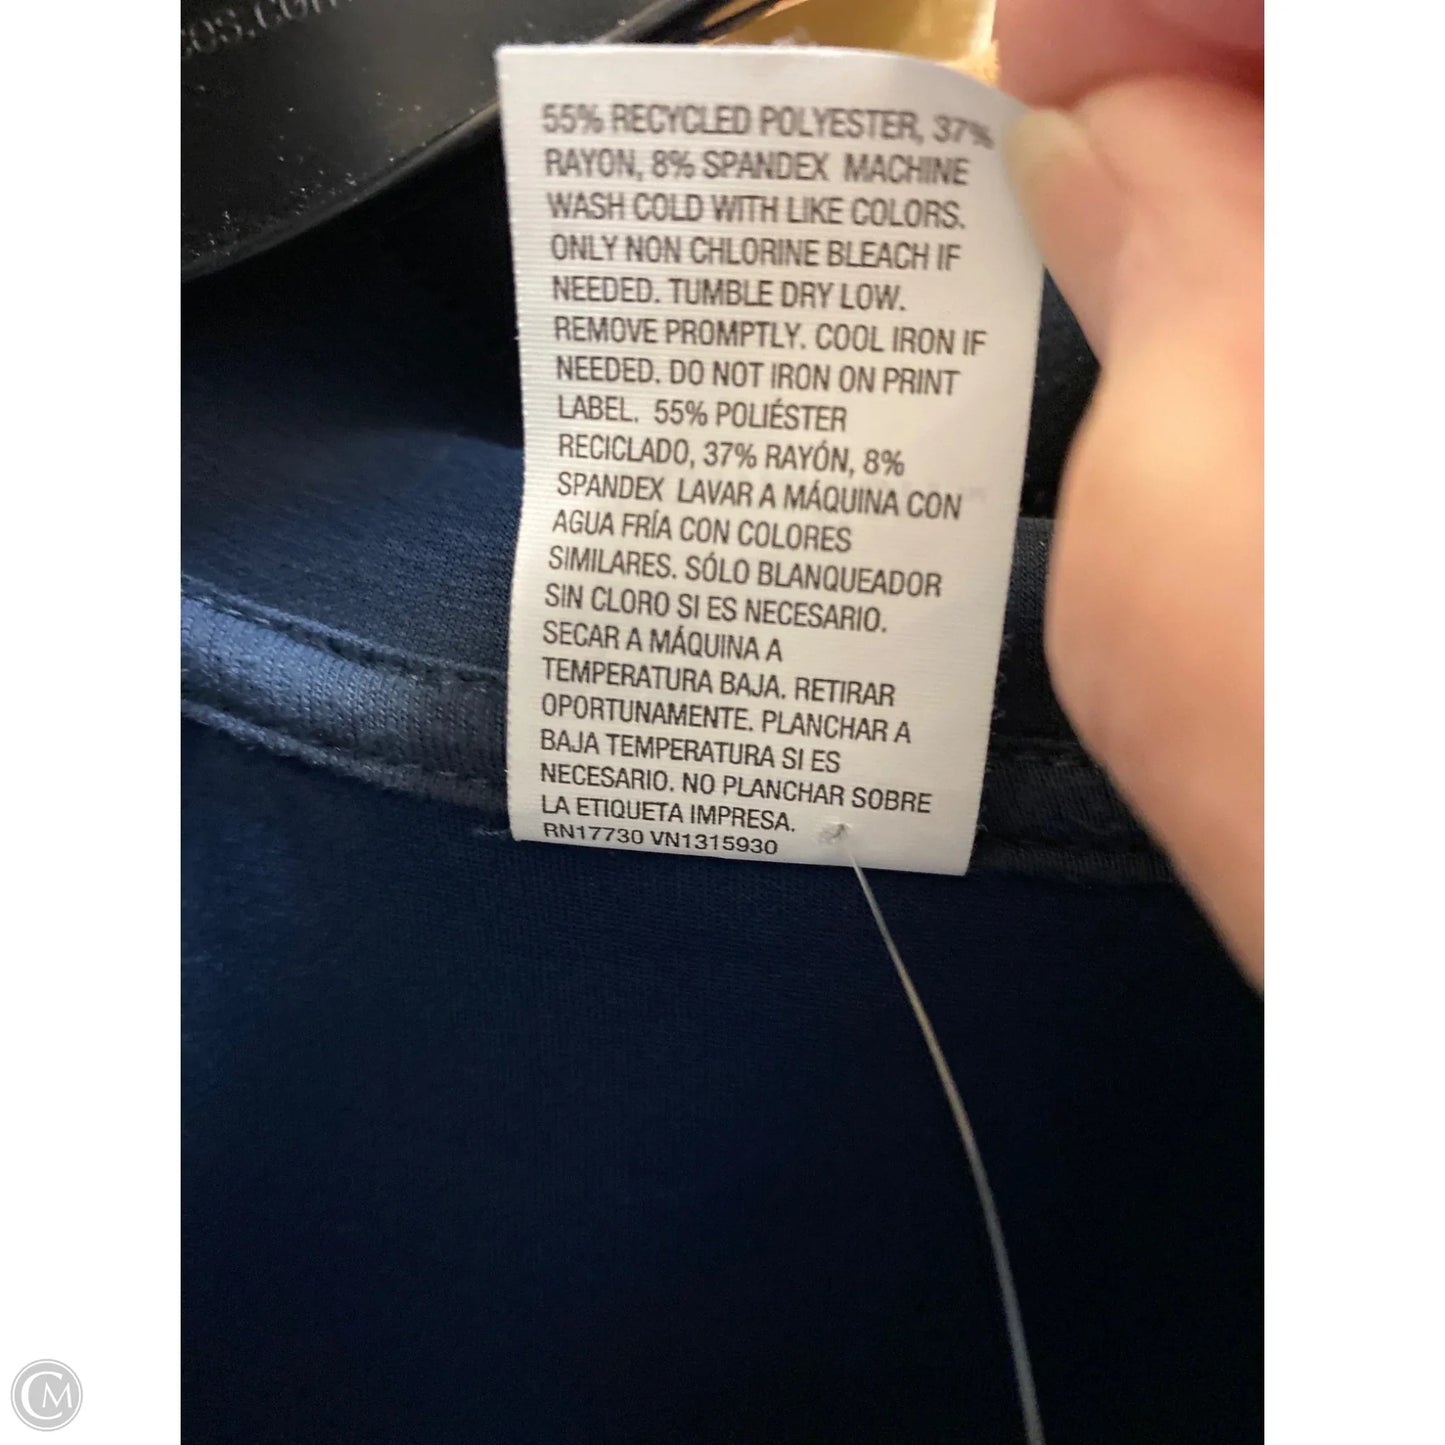 55% RECYCLED POLYESTER, 37%
RAYON, 8% SPANDEX MACHINE
WASH COLD WITH LIKE COLORS.
ONLY NON CHLORINE BLEACH IF
NEEDED. TUMBLE DRY LOW.
REMOVE PROMPTLY. COOL IRON IF
NEEDED. DO NOT IRON ON PRINT
LABEL. 55% POLIÉSTER
RECICLADO, 37% RAYÓN, 8%
SPANDEX LAVAR A MÁQUINA CON
AGUA FRÍA CON COLORES
SIMILARES. SÓLO BLANQUEADOR
SIN CLORO SI ES NECESARIO.
SECAR A MÁQUINA A
TEMPERATURA BAJA. RETIRAR
OPORTUNAMENTE. PLANCHAR A
BAJA TEMPERATURA SI ES
NECESARIO. NO PLANCHAR SOBRE
LA ETIQUETA IMPRESA.
RN17730 VN1315930
CM